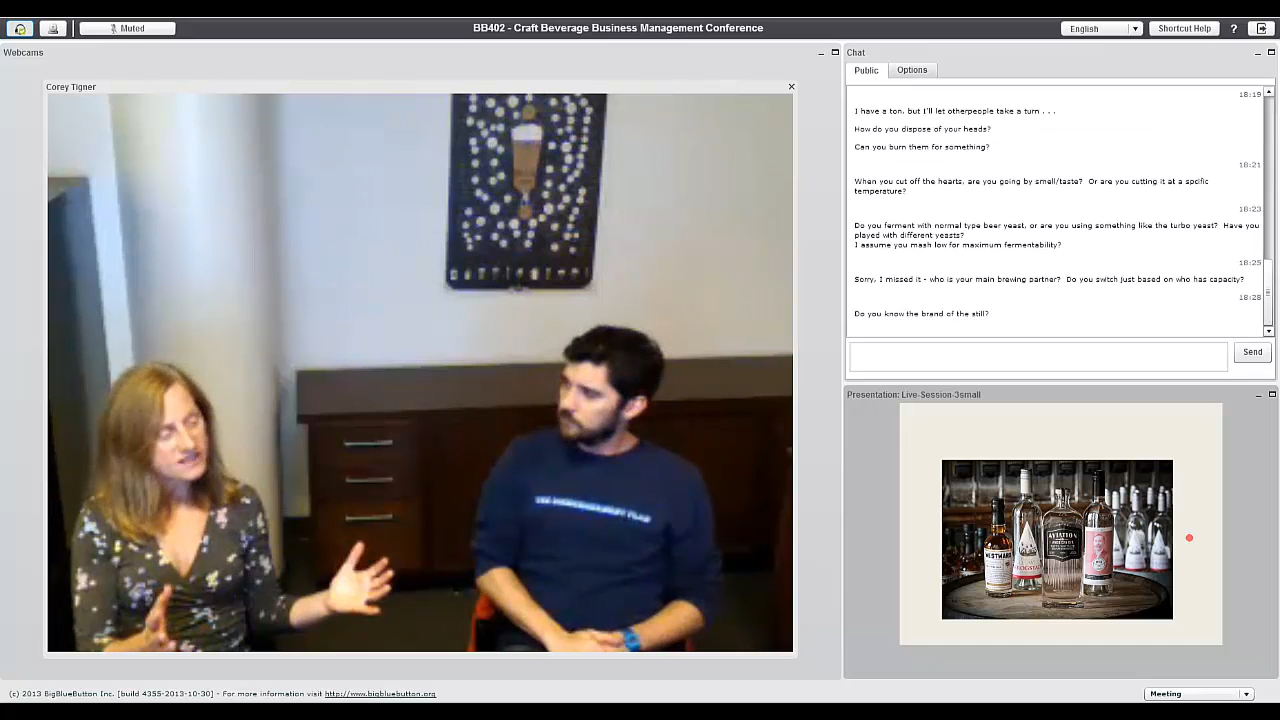 Muted
BB402 - Craft Beverage Business Management Conference
English
Shortcut Help
?
Webcams
Corey Tigner
Chat
Public
Options
18:19
I have a ton, but I'll let otherpeople take a turn . . .
How do you dispose of your heads?
Can you burn them for something?
18:21
When you cut off the hearts, are you going by smell/taste? Or are you cutting it at a spcific
temperature?
18:23
Do you ferment with normal type beer yeast, or are you using something like the turbo yeast? Have you
played with different yeasts?
I assume you mash low for maximum fermentability?
18:25
Sorry, I missed it - who is your main brewing partner? Do you switch just based on who has capacity?
18:28
Do you know the brand of the still?
Send
Presentation: Live-Session-3small
WESTWARD
AVIATION
(c) 2013 BigBlueButton Inc. [build 4355-2013-10-30] - For more information visit http://www.bigbluebutton.org
Meeting